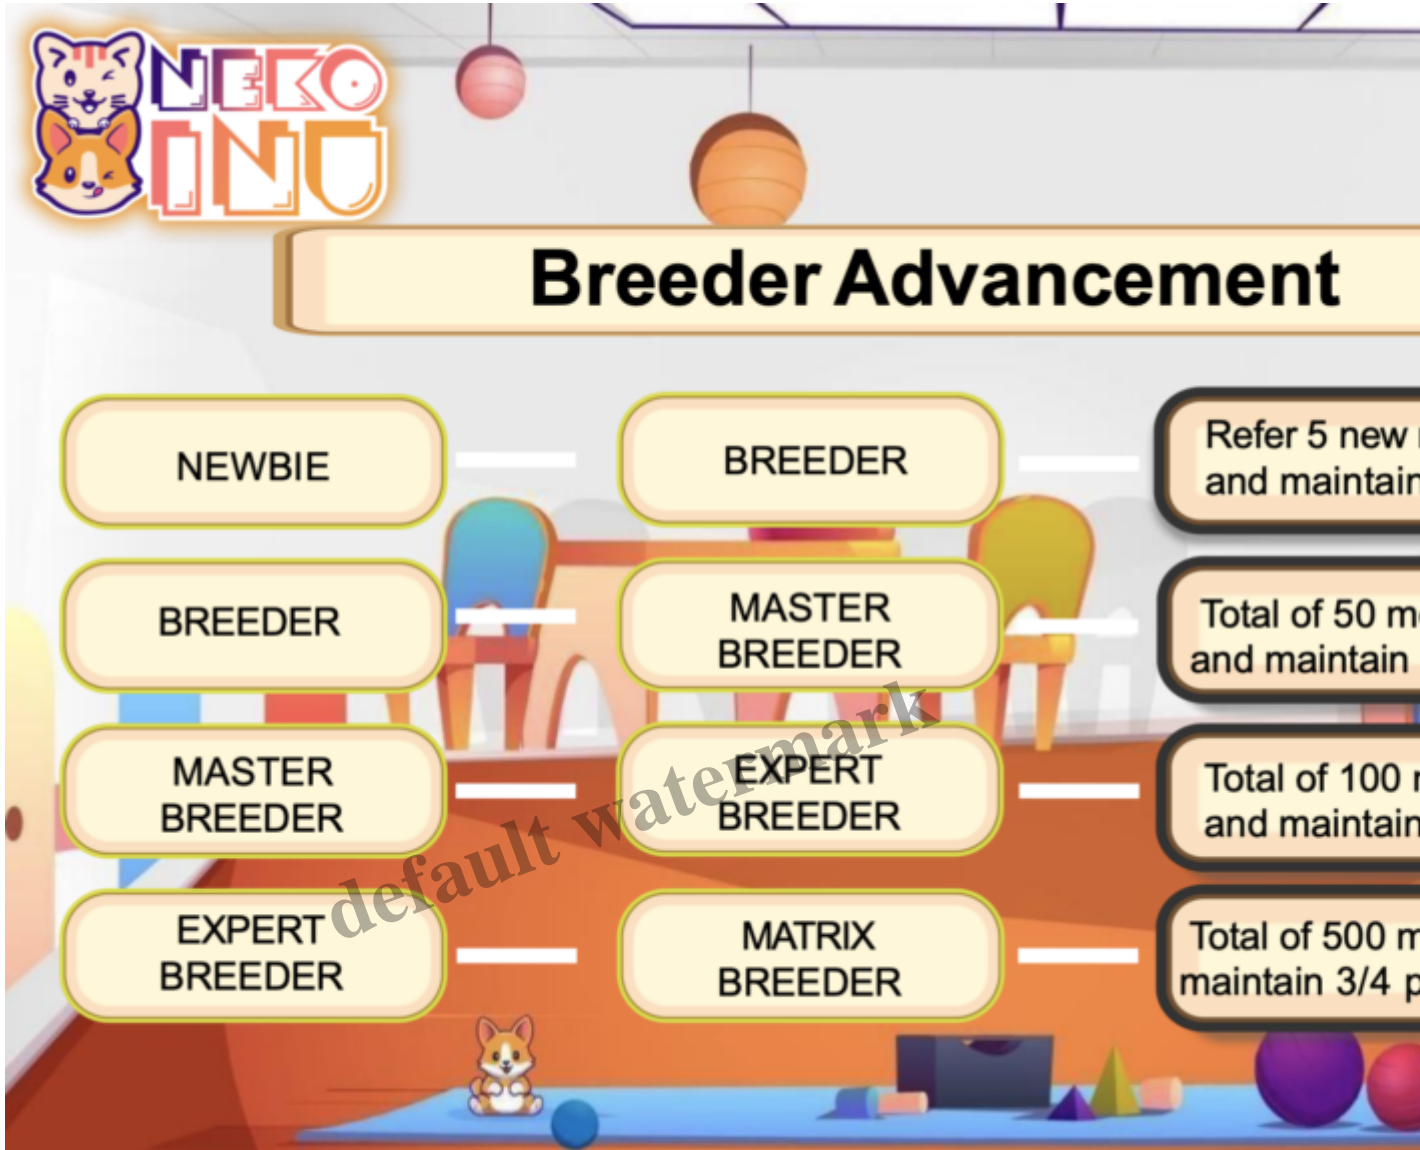 NEKO
INU
Breeder Advancement
NEWBIE
BREEDER
Refer 5 new
and maintain
BREEDER
MASTER
BREEDER
Total of 50
and maintain
MASTER
BREEDER
EXPERT
BREEDER
Total of 100
and maintain
EXPERT
BREEDER
MATRIX
BREEDER
Total of 500
maintain 3/4
default watermark